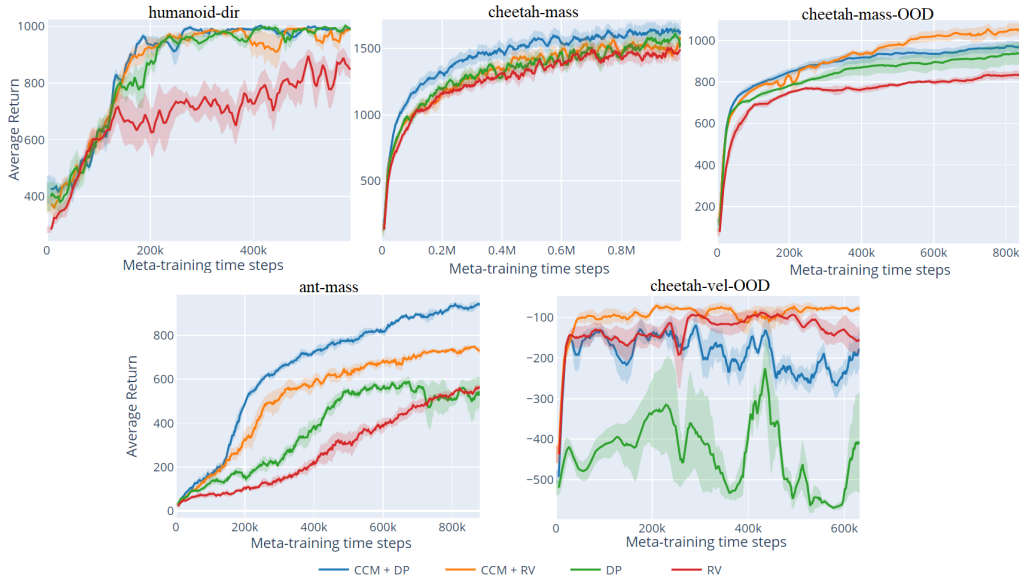 humanoid-dir
1000
800
600
400
Average Return
0
200k
400k
Meta-training time steps
cheetah-mass
1500
1000
500
0.2M
0.4M
0.6M
0.8M
Meta-training time steps
cheetah-mass-OOD
1000
800
600
400
200
0
200k
400k
600k
800k
Meta-training time steps
ant-mass
800
600
400
200
0
Average Return
0
200k
400k
600k
800k
Meta-training time steps
cheetah-vel-OOD
−100
−200
−300
−400
−500
0
200k
400k
600k
Meta-training time steps
CCM + DP
CCM + RV
DP
RV